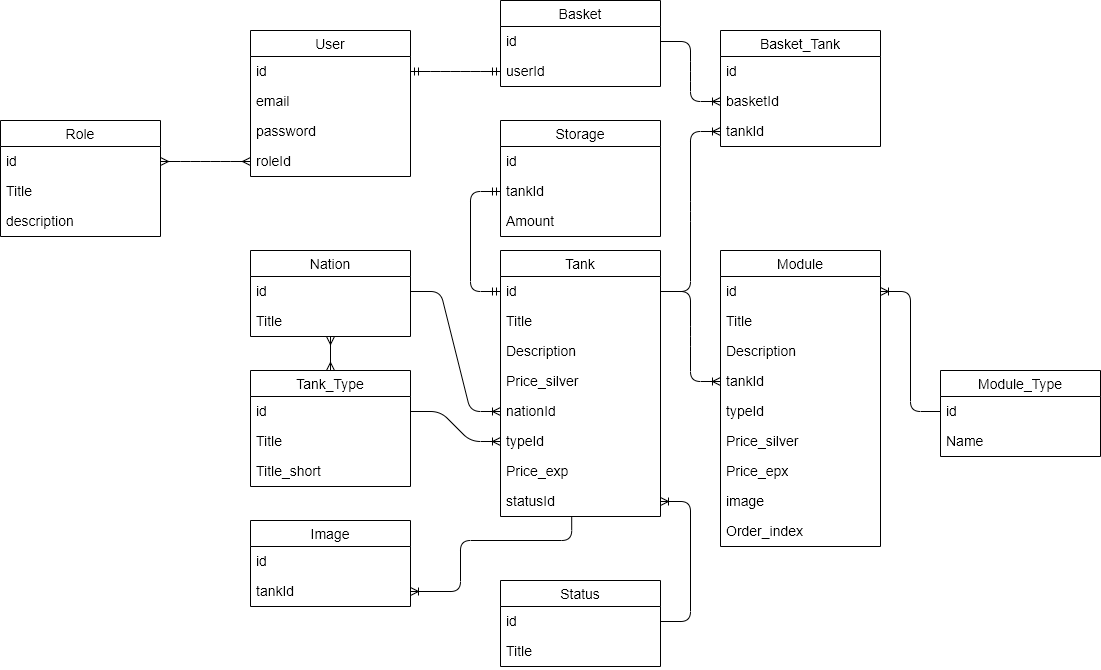 Basket
id
userId
User
id
email
password
roleId
Basket_Tank
id
basketId
tankId
Role
id
Title
description
Storage
id
tankId
Amount
Nation
id
Title
Tank
id
Title
Description
Price_silver
nationId
typeId
Price_exp
statusId
Module
id
Title
Description
tankId
typeId
Price_silver
Price_epx
image
Order_index
Tank_Type
id
Title
Title_short
Module_Type
id
Name
Image
id
tankId
Status
id
Title